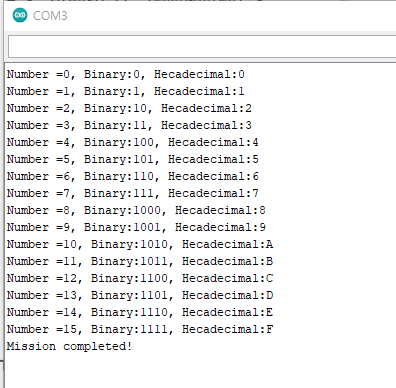 COM3
Number =0, Binary:0, Hecadecimal:0
Number =1, Binary:1, Hecadecimal:1
Number =2, Binary:10, Hecadecimal:2
Number =3, Binary:11, Hecadecimal:3
Number =4, Binary:100, Hecadecimal:4
Number =5, Binary:101, Hecadecimal:5
Number =6, Binary:110, Hecadecimal:6
Number =7, Binary:111, Hecadecimal:7
Number =8, Binary:1000, Hecadecimal:8
Number =9, Binary:1001, Hecadecimal:9
Number =10, Binary:1010, Hecadecimal:A
Number =11, Binary:1011, Hecadecimal:B
Number =12, Binary:1100, Hecadecimal:C
Number =13, Binary:1101, Hecadecimal:D
Number =14, Binary:1110, Hecadecimal:E
Number =15, Binary:1111, Hecadecimal:F
Mission completed!